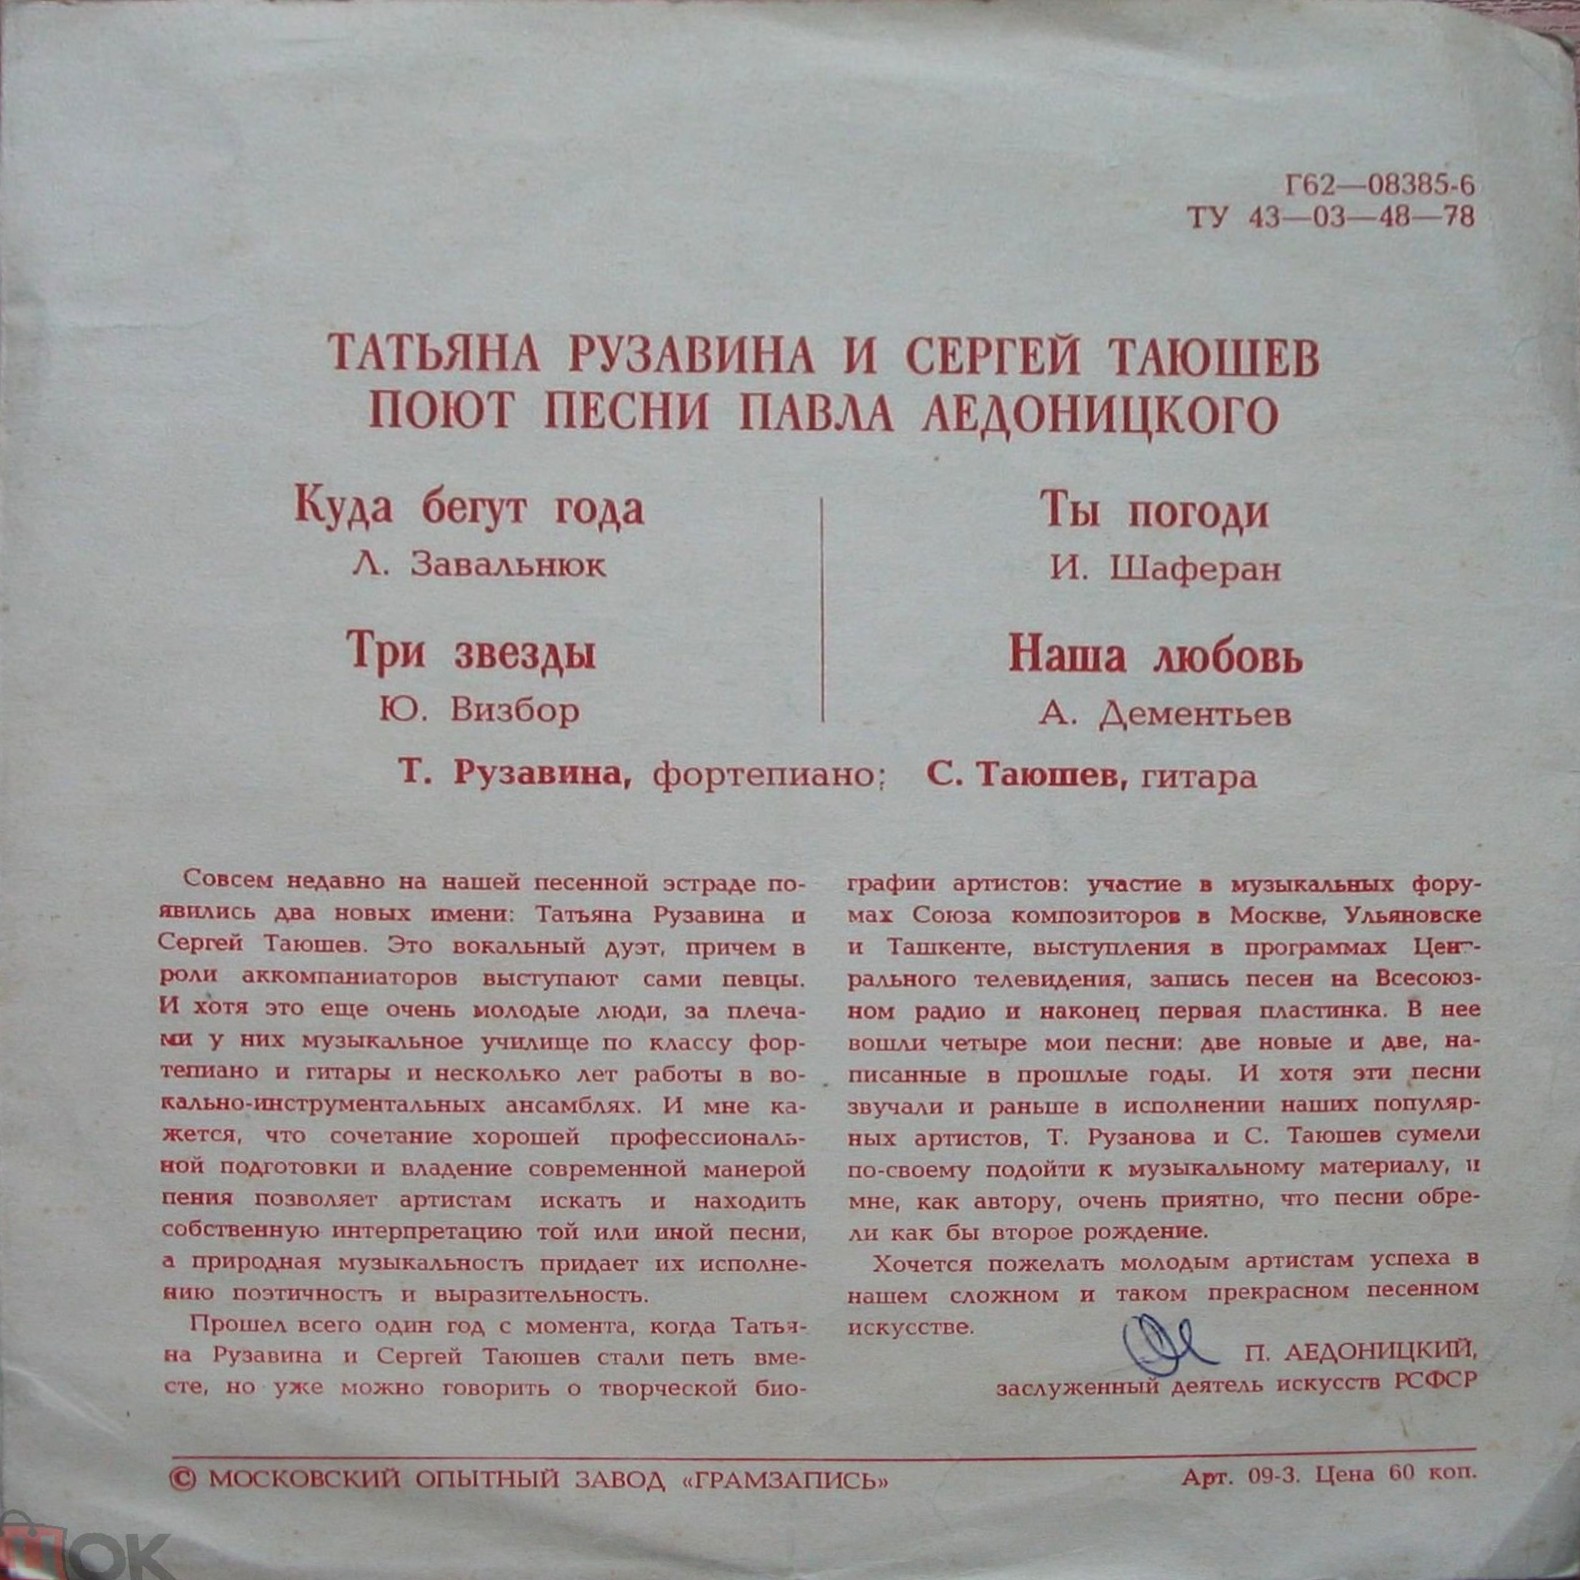 Г62—08385-6
ТУ 43—03—48—78
ТАТЬЯНА РУЗАВИНА И СЕРГЕЙ ТАЮШЕВ
ПОЮТ ПЕСНИ ПАВЛА АЕДОНИЦКОГО
Куда бегут года
Л. Завальнюк
Три звезды
Ю. Визбор
Ты погоди
И. Шаферан
Наша любовь
А. Дементьев
Т. Рузавина, фортепиано; С. Таюшев, гитара
Совсем недавно на нашей песенной эстраде по-
явились два новых имени: Татьяна Рузавина и
Сергей Таюшев. Это вокальный дуэт, причем в
роли аккомпаниаторов выступают сами певцы.
И хотя это еще очень молодые люди, за плеча-
ми у них музыкальное училище по классу фор-
тепиано и гитары и несколько лет работы в во-
кально-инструментальных ансамблях. И мне ка-
жется, что сочетание хорошей профессиональ-
ной подготовки и владение современной манерой
пения позволяет артистам искать и находить
собственную интерпретацию той или иной песни,
а природная музыкальность придает их исполне-
нию поэтичность и выразительность.
Прошел всего один год с момента, когда Татья-
на Рузавина и Сергей Таюшев стали петь вме-
сте, но уже можно говорить о творческой био-
графии артистов: участие в музыкальных фору-
мах Союза композиторов в Москве, Ульяновске
и Ташкенте, выступления в программах Цент-
рального телевидения, запись песен на Всесоюз-
ном радио и наконец первая пластинка. В нее
вошли четыре мои песни: две новые и две, на-
писанные в прошлые годы. И хотя эти песни
звучали и раньше в исполнении наших популяр-
ных артистов, Т. Рузанова и С. Таюшев сумели
по-своему подойти к музыкальному материалу, и
мне, как автору, очень приятно, что песни обре-
ли как бы второе рождение.
Хочется пожелать молодым артистам успеха в
нашем сложном и таком прекрасном песенном
искусстве.
П. АЕДОНИЦКИЙ,
заслуженный деятель искусств РСФСР
© МОСКОВСКИЙ ОПЫТНЫЙ ЗАВОД «ГРАМЗАПИСЬ»
Арт. 09-3. Цена 60 коп.